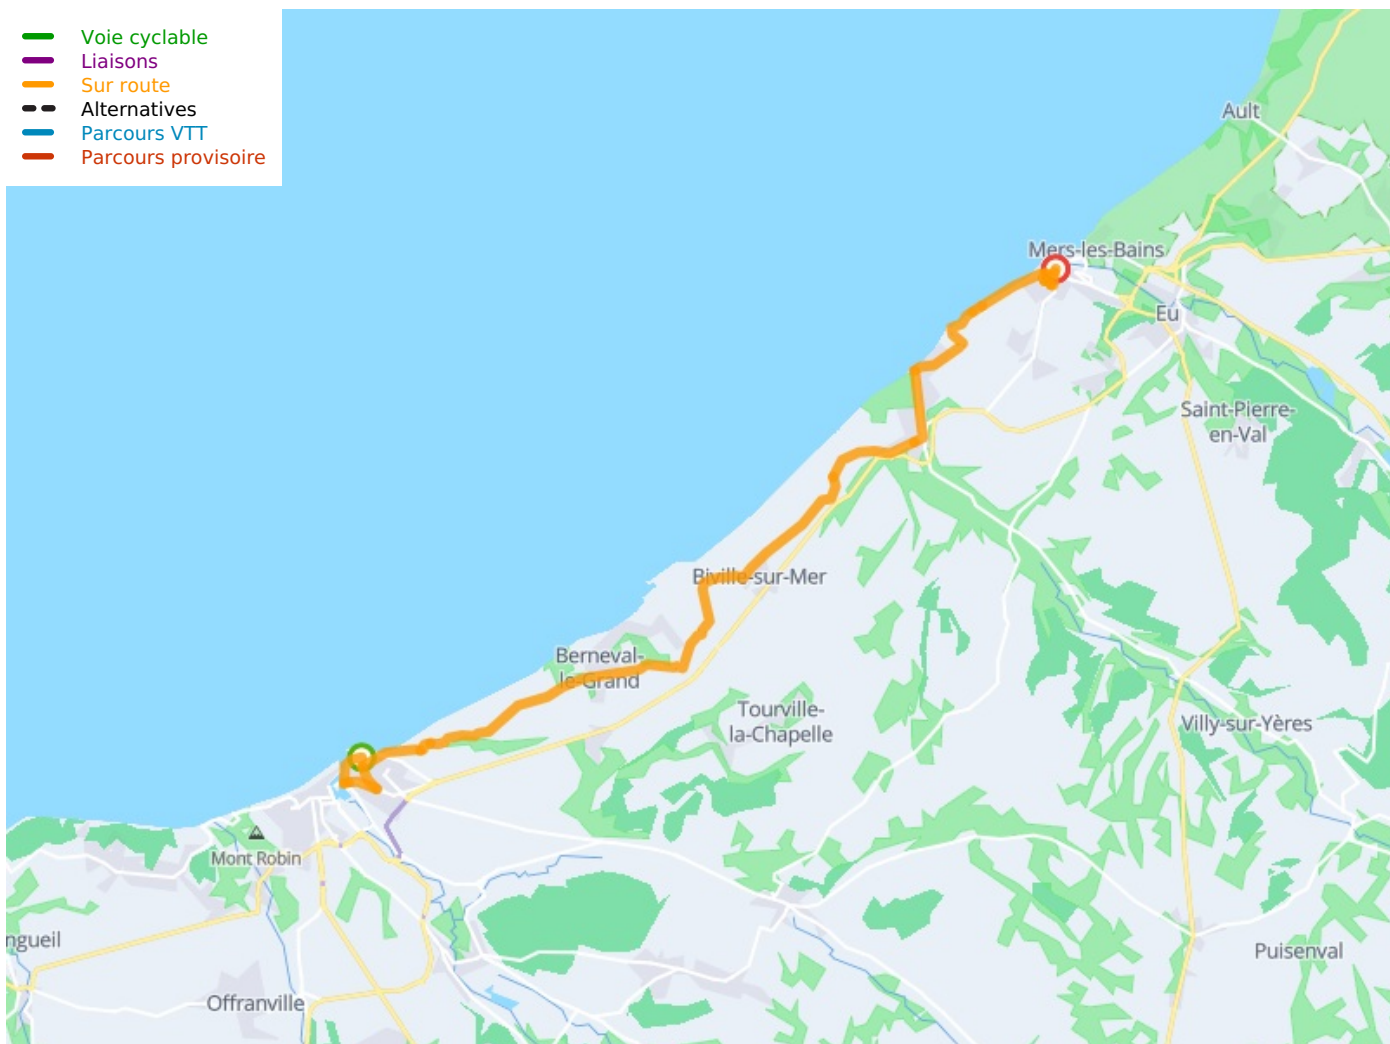 Voie cyclable
Liaisons
Sur route
Alternatives
Parcours VTT
Parcours provisoire
Ault
Mers-les-Bains
Eu
Saint-Pierre-
en-Val
Biville-sur-Mer
Berneval-
le-Grand
Tourville-
la-Chapelle
Villy-sur-Yères
Mont Robin
ngueil
Puisenval
Offranville